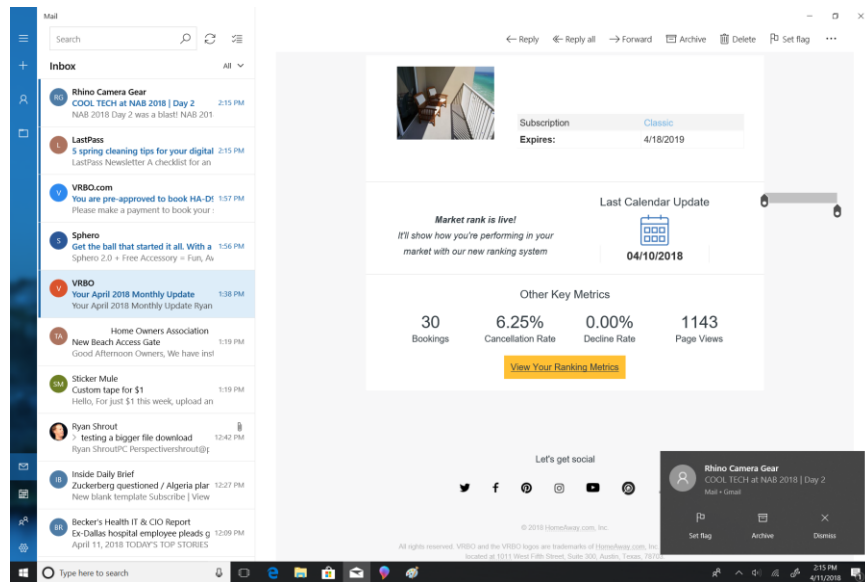 Mail
Search
Inbox
All
RG
Rhino Camera Gear
COOL TECH at NAB 2018 | Day 2
2:15 PM
NAB 2018 Day 2 was a blast! NAB 201
L
LastPass
5 spring cleaning tips for your digital
2:15 PM
LastPass Newsletter A checklist for an
V
VRBO.com
You are pre-approved to book HA-D
1:57 PM
Please make a payment to book your
S
Sphero
Get the ball that started it all. With a
1:56 PM
Sphero 2.0 + Free Accessory = Fun, Av
V
VRBO
Your April 2018 Monthly Update
1:38 PM
Your April 2018 Monthly Update Ryan
TA
Home Owners Association
New Beach Access Gate
1:19 PM
Good Afternoon Owners, We have inst
SM
Sticker Mule
Custom tape for $1
1:19 PM
Hello, For just $1 this week, upload an
Ryan Shrout
> testing a bigger file download
12:42 PM
Ryan ShroutPC Perspectivershrout@p
IB
Inside Daily Brief
Zuckerberg questioned / Algeria plar
12:27 PM
New blank template Subscribe | View
BR
Becker's Health IT & CIO Report
Ex-Dallas hospital employee pleads g
12:09 PM
April 11, 2018 TODAY'S TOP STORIES
Reply
Reply all
Forward
Archive
Delete
Set flag
Subscription Classic
Expires: 4/18/2019
Market rank is live!
It'll show how you're performing in your
market with our new ranking system
Last Calendar Update
04/10/2018
Other Key Metrics
30 6.25% 0.00% 1143
Bookings Cancellation Rate Decline Rate Page Views
View Your Ranking Metrics
Let's get social
© 2018 HomeAway.com, Inc.
All rights reserved. VRBO and the VRBO logos are trademarks of HomeAway.com, Inc.
located at 1011 West Fifth Street, Suite 300, Austin, Texas, 78703
Rhino Camera Gear
COOL TECH at NAB 2018 | Day 2
Mail • Gmail
Set flag
Archive
Dismiss
Type here to search
2:15 PM
4/11/2018